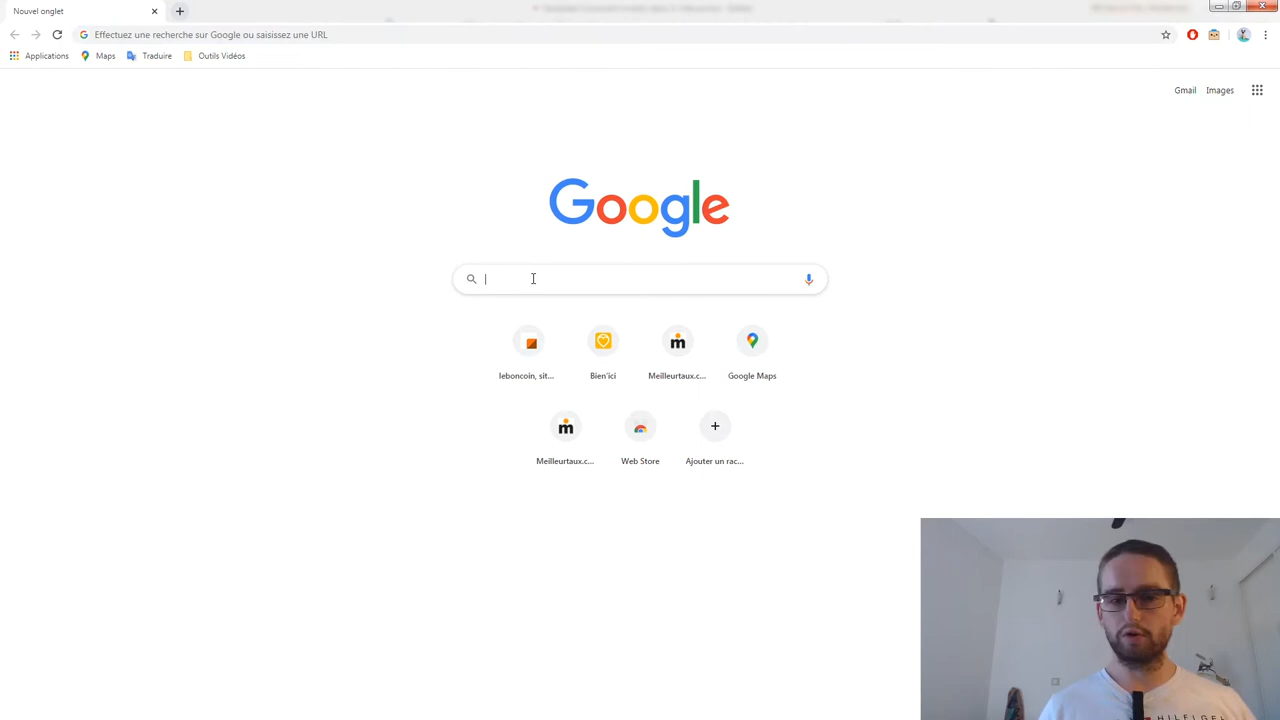 Nouvel onglet
Effectuez une recherche sur Google ou saisissez une URL
Applications
Maps
Traduire
Outils Vidéos
Gmail
Images
Google
leboncoin, sit...
Bien'ici
Meilleurtaux.c...
Google Maps
Meilleurtaux.c...
Web Store
Ajouter un rac...
HILFIGE